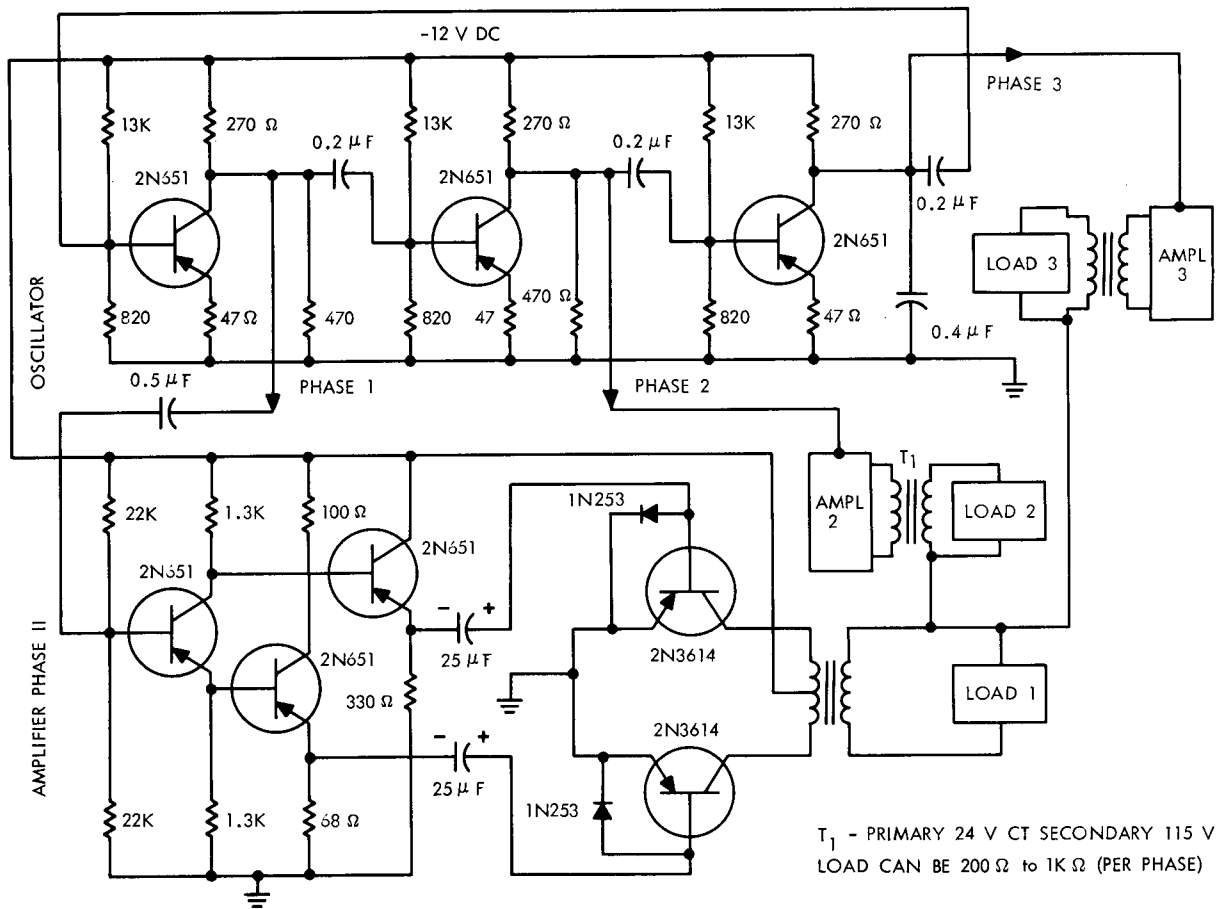 -12 V DC
PHASE 3
13K
270 Ω
0.2 μF
13K
270 Ω
0.2 μF
13K
270 Ω
2N651
2N651
2N651
0.2 μF
LOAD 3
AMPL
3
OSCILLATOR
820
47 Ω
470
820
47
470 Ω
820
47 Ω
0.4 μF
0.5 μF
PHASE 1
PHASE 2
T1
AMPL
2
LOAD 2
22K
1.3K
100 Ω
1N253
2N651
2N651
2N651
25 μF
- +
330 Ω
2N3614
LOAD 1
AMPLIFIER PHASE II
2N3614
- +
25 μF
1N253
22K
1.3K
68 Ω
T1 - PRIMARY 24 V CT SECONDARY 115 V
LOAD CAN BE 200 Ω to 1K Ω (PER PHASE)